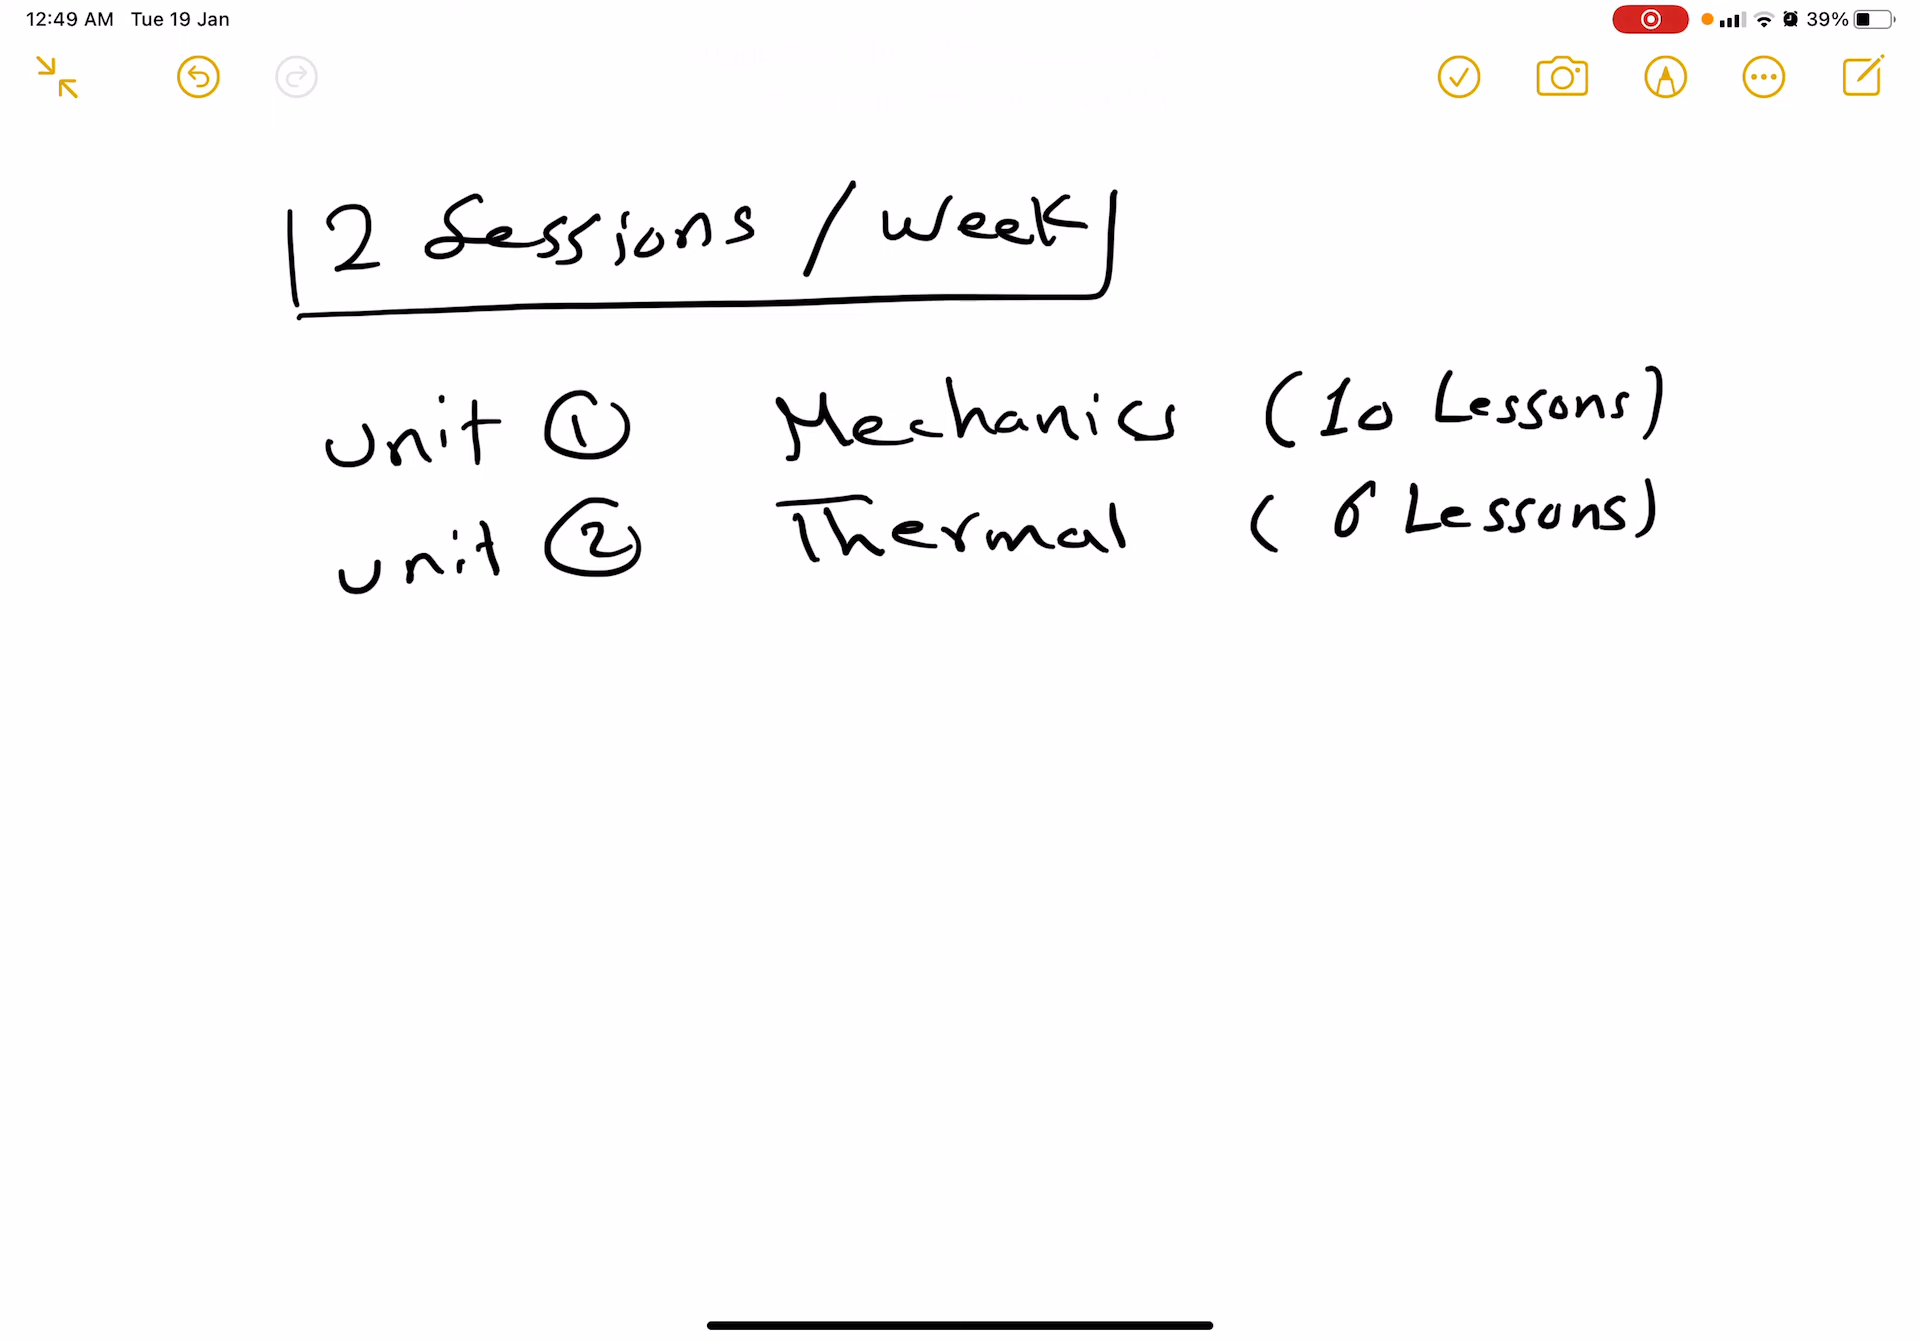 12:49 AM Tue 19 Jan 39%
2 Sessions / week
unit ① Mechanics (10 Lessons)
unit ② Thermal (6 Lessons)